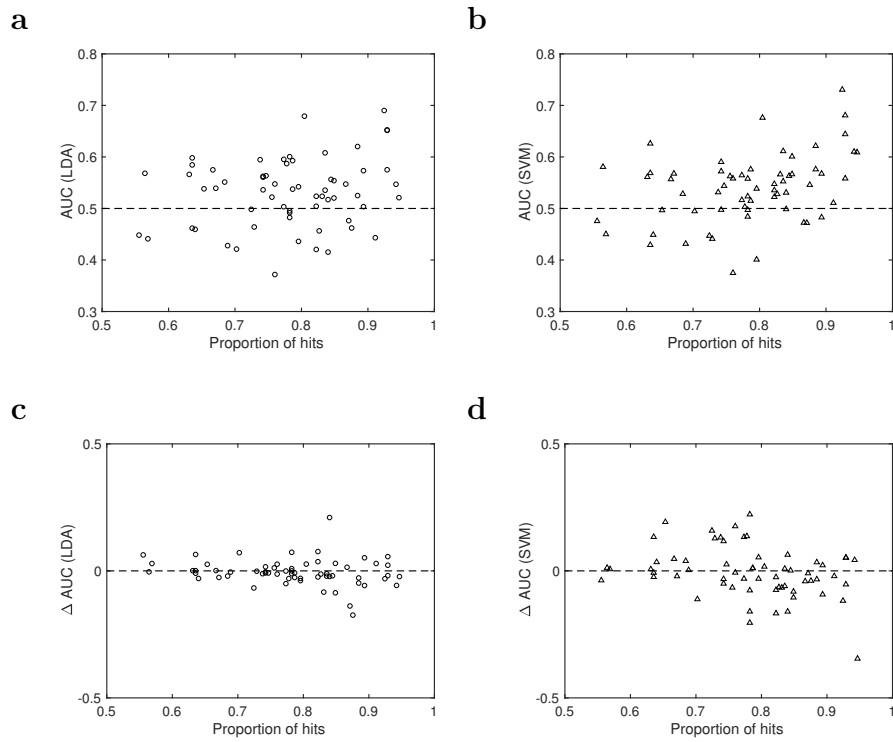 a
0.8
0.7
0.6
0.5
0.4
0.3
AUC (LDA)
0.5 0.6 0.7 0.8 0.9 1
Proportion of hits
b
0.8
0.7
0.6
0.5
0.4
0.3
AUC (SVM)
0.5 0.6 0.7 0.8 0.9 1
Proportion of hits
c
0.5
0
-0.5
Δ AUC (LDA)
0.5 0.6 0.7 0.8 0.9 1
Proportion of hits
d
0.5
0
-0.5
Δ AUC (SVM)
0.5 0.6 0.7 0.8 0.9 1
Proportion of hits